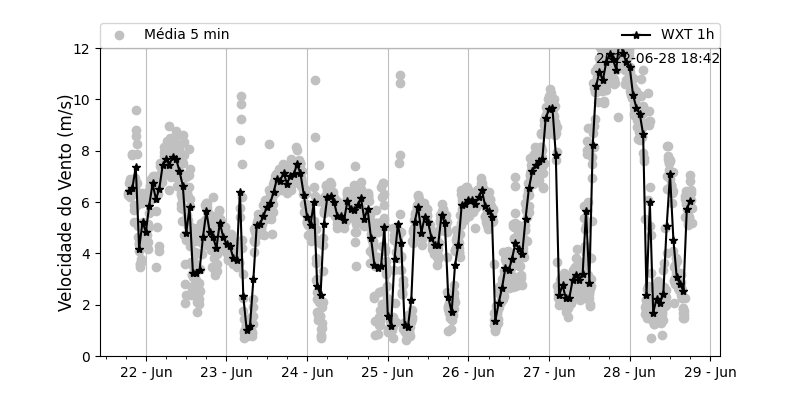 Média 5 min
WXT 1h
-06-28 18:42
Velocidade do Vento (m/s)
12
10
8
6
4
2
0
22 - Jun
23 - Jun
24 - Jun
25 - Jun
26 - Jun
27 - Jun
28 - Jun
29 - Jun